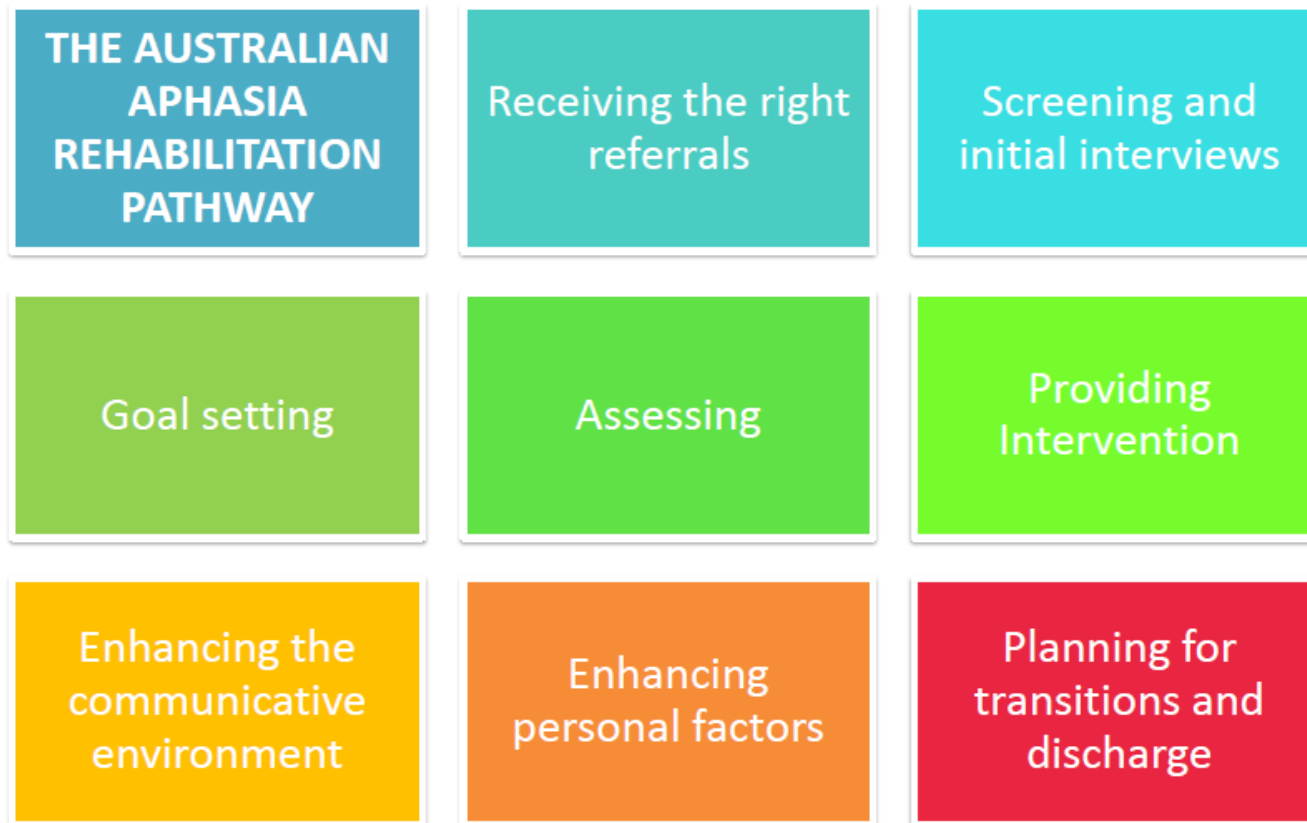 THE AUSTRALIAN
APHASIA
REHABILITATION
PATHWAY
Receiving the right
referrals
Screening and
initial interviews
Goal setting
Assessing
Providing
Intervention
Enhancing the
communicative
environment
Enhancing
personal factors
Planning for
transitions and
discharge